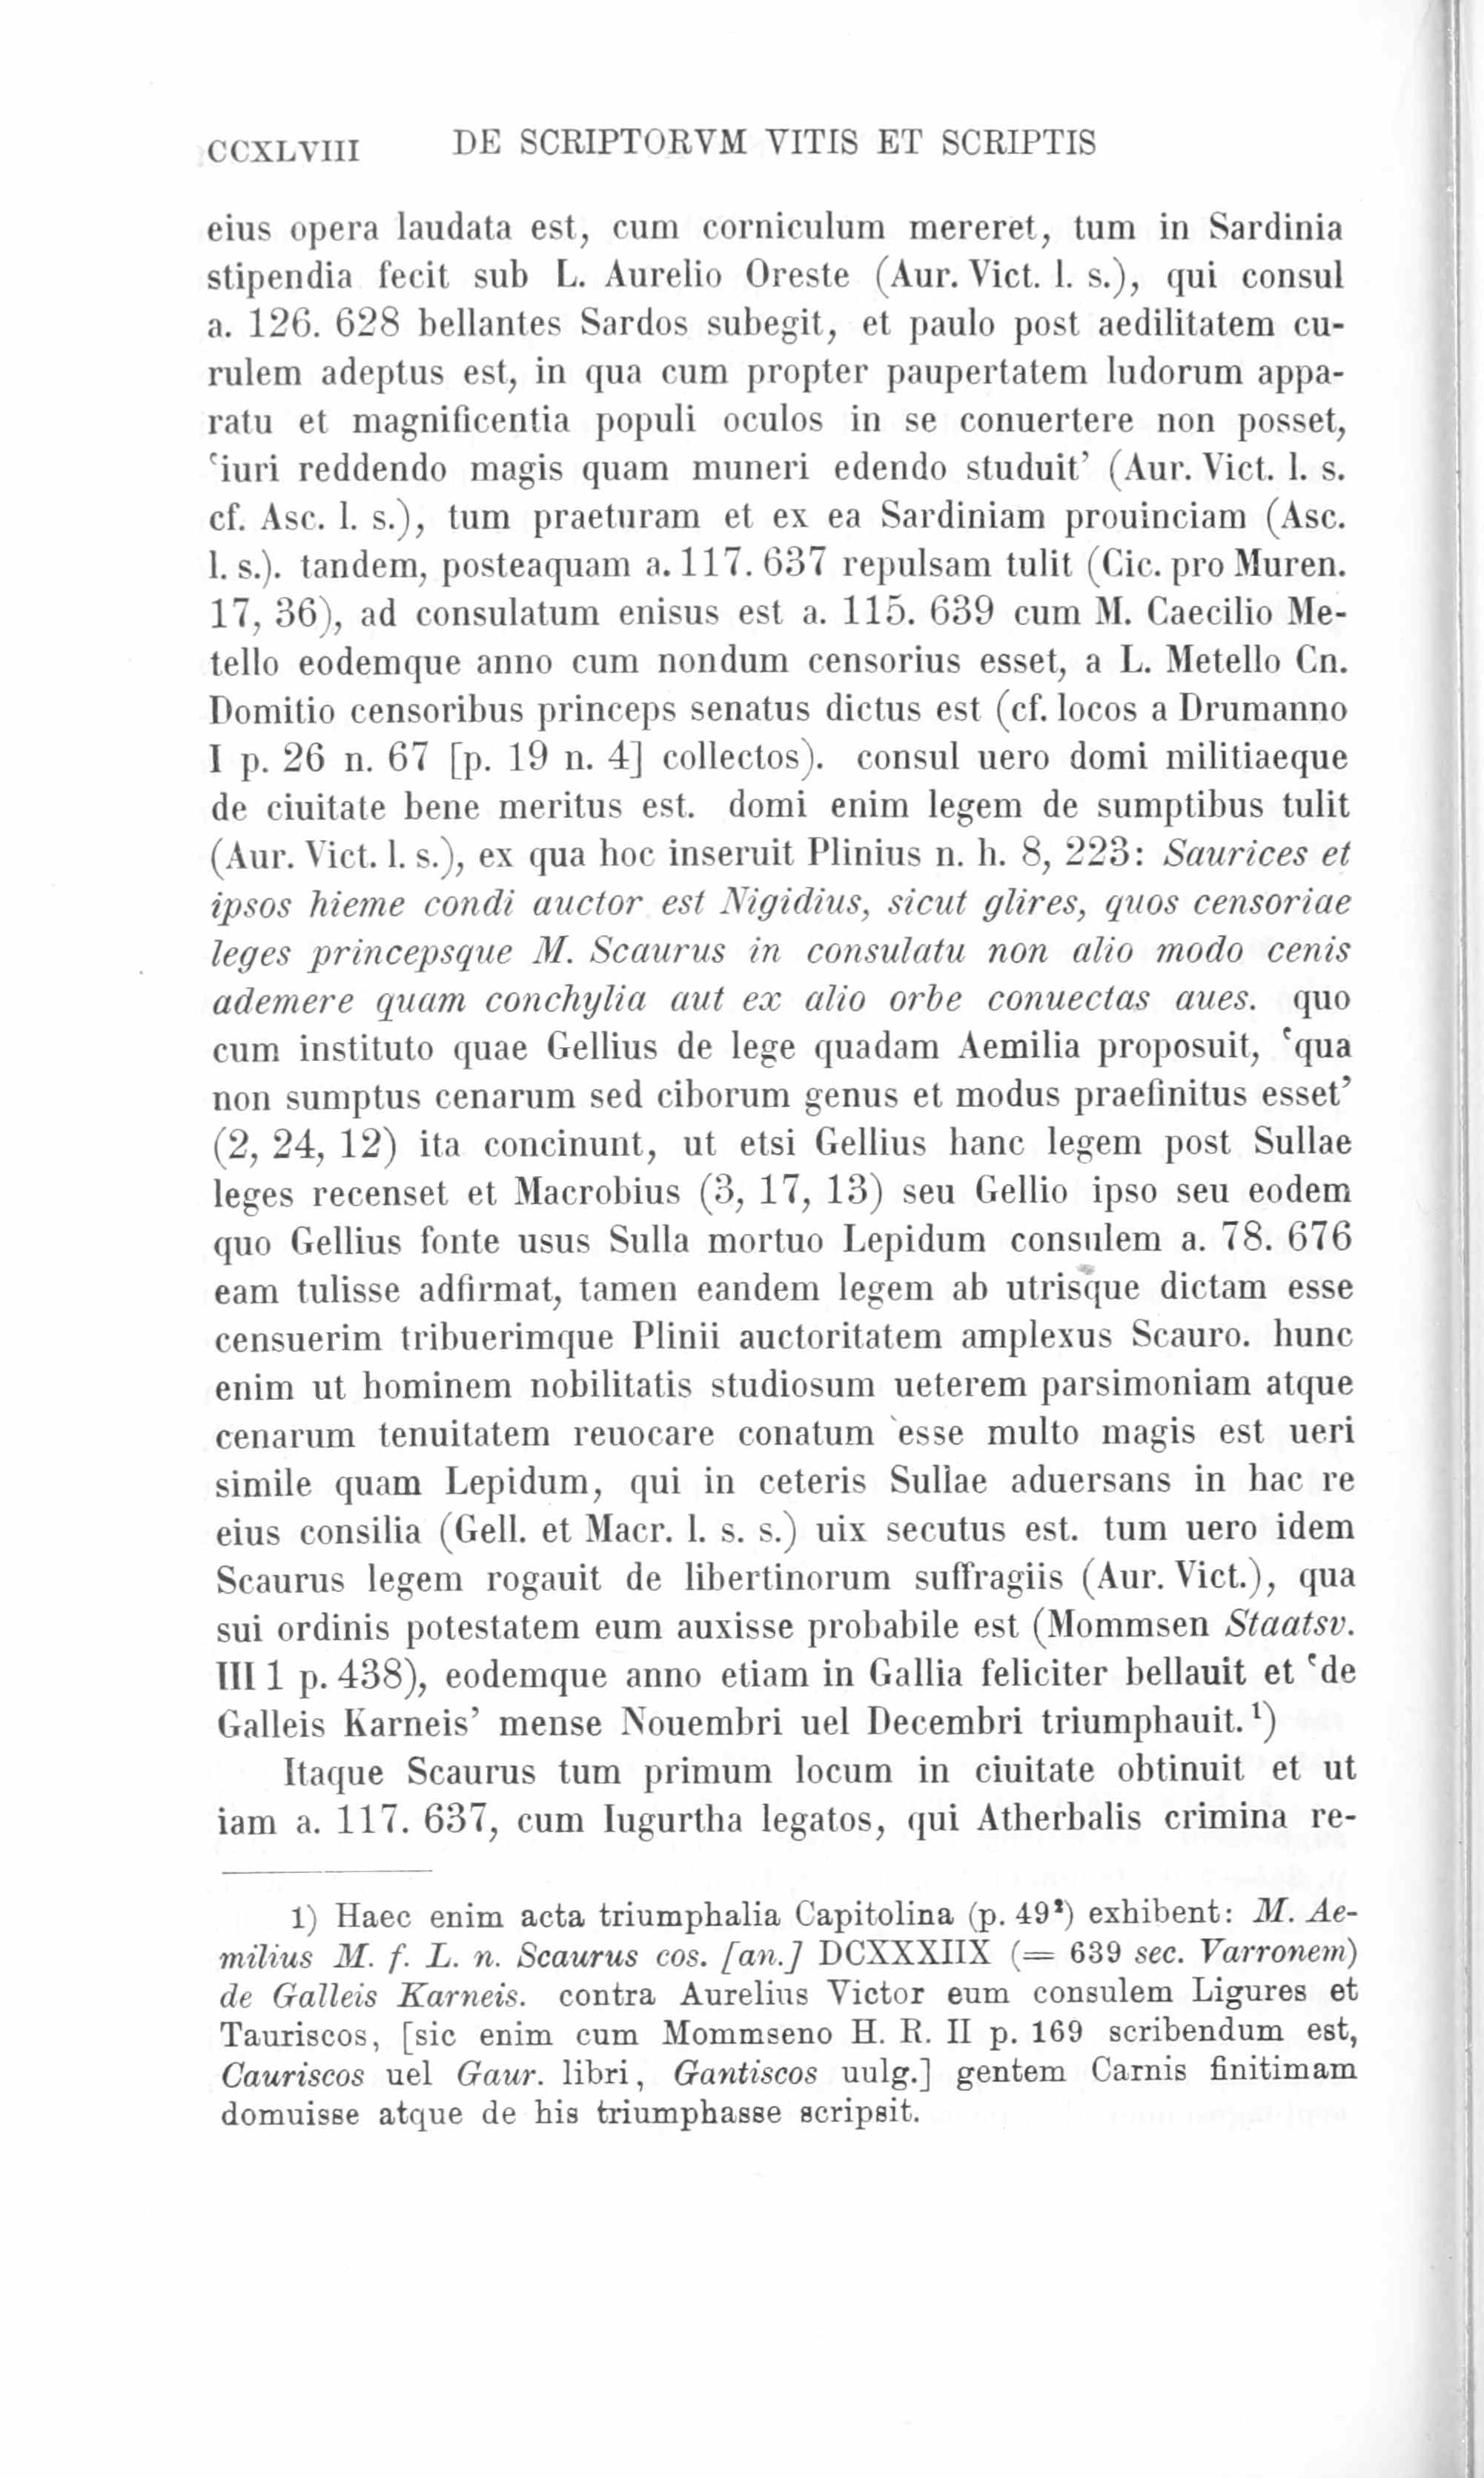 CCXLVIII DE SCRIPTORVM VITIS ET SCRIPTIS
eius opera laudata est, cum corniculum mereret, tum in Sardinia
stipendia fecit sub L. Aurelio Oreste (Aur. Vict. l. s.), qui consul
a. 126. 628 bellantes Sardos subegit, et paulo post aedilitatem cu-
rulem adeptus est, in qua cum propter paupertatem ludorum appa-
ratu et magnificentia populi oculos in se conuertere non posset,
‘iuri reddendo magis quam muneri edendo studuit’ (Aur. Vict. l. s.
cf. Asc. l. s.), tum praeturam et ex ea Sardiniam prouinciam (Asc.
l. s.). tandem, posteaquam a. 117. 637 repulsam tulit (Cic. pro Muren.
17, 36), ad consulatum enisus est a. 115. 639 cum M. Caecilio Me-
tello eodemque anno cum nondum censorius esset, a L. Metello Cn.
Domitio censoribus princeps senatus dictus est (cf. locos a Drumanno
I p. 26 n. 67 [p. 19 n. 4] collectos). consul uero domi militiaeque
de ciuitate bene meritus est. domi enim legem de sumptibus tulit
(Aur. Vict. l. s.), ex qua hoc inseruit Plinius n. h. 8, 223: Saurices et
ipsos hieme condi auctor est Nigidius, sicut glires, quos censoriae
leges princepsque M. Scaurus in consulatu non alio modo cenis
ademere quam conchylia aut ex alio orbe conuectas aues. quo
cum instituto quae Gellius de lege quadam Aemilia proposuit, ‘qua
non sumptus cenarum sed ciborum genus et modus praefinitus esset’
(2, 24, 12) ita concinunt, ut etsi Gellius hanc legem post Sullae
leges recenset et Macrobius (3, 17, 13) seu Gellio ipso seu eodem
quo Gellius fonte usus Sulla mortuo Lepidum consulem a. 78. 676
eam tulisse adfirmat, tamen eandem legem ab utrisque dictam esse
censuerim tribuerimque Plinii auctoritatem amplexus Scauro. hunc
enim ut hominem nobilitatis studiosum ueterem parsimoniam atque
cenarum tenuitatem reuocare conatum esse multo magis est ueri
simile quam Lepidum, qui in ceteris Sullae aduersans in hac re
eius consilia (Gell. et Macr. l. s. s.) uix secutus est. tum uero idem
Scaurus legem rogauit de libertinorum suffragiis (Aur. Vict.), qua
sui ordinis potestatem eum auxisse probabile est (Mommsen Staatsv.
III 1 p. 438), eodemque anno etiam in Gallia feliciter bellauit et ‘de
Galleis Karneis’ mense Nouembri uel Decembri triumphauit.¹)
Itaque Scaurus tum primum locum in ciuitate obtinuit et ut
iam a. 117. 637, cum Iugurtha legatos, qui Atherbalis crimina re-
1) Haec enim acta triumphalia Capitolina (p. 49²) exhibent: M. Ae-
milius M. f. L. n. Scaurus cos. [an.] DCXXXIIX (= 639 sec. Varronem)
de Galleis Karneis. contra Aurelius Victor eum consulem Ligures et
Tauriscos, [sic enim cum Mommseno H. R. II p. 169 scribendum est,
Cauriscos uel Gaur. libri, Gantiscos uulg.] gentem Carnis finitimam
domuisse atque de his triumphasse scripsit.